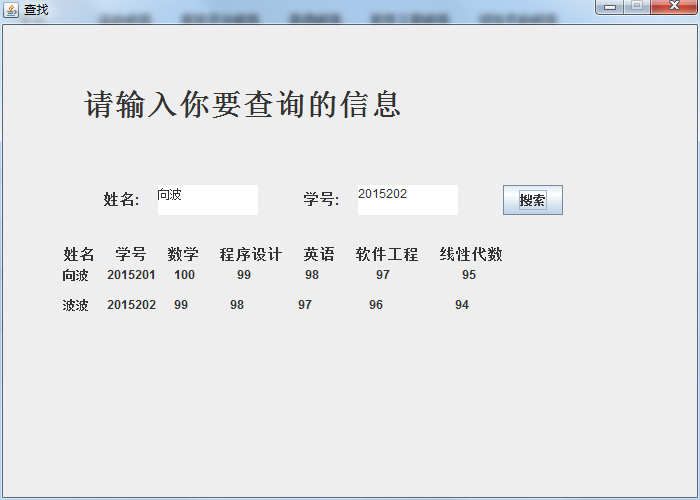 查找
请输入你要查询的信息
姓名: 向波 学号: 2015202 搜索
姓名 学号 数学 程序设计 英语 软件工程 线性代数
向波 2015201 100 99 98 97 95
波波 2015202 99 98 97 96 94